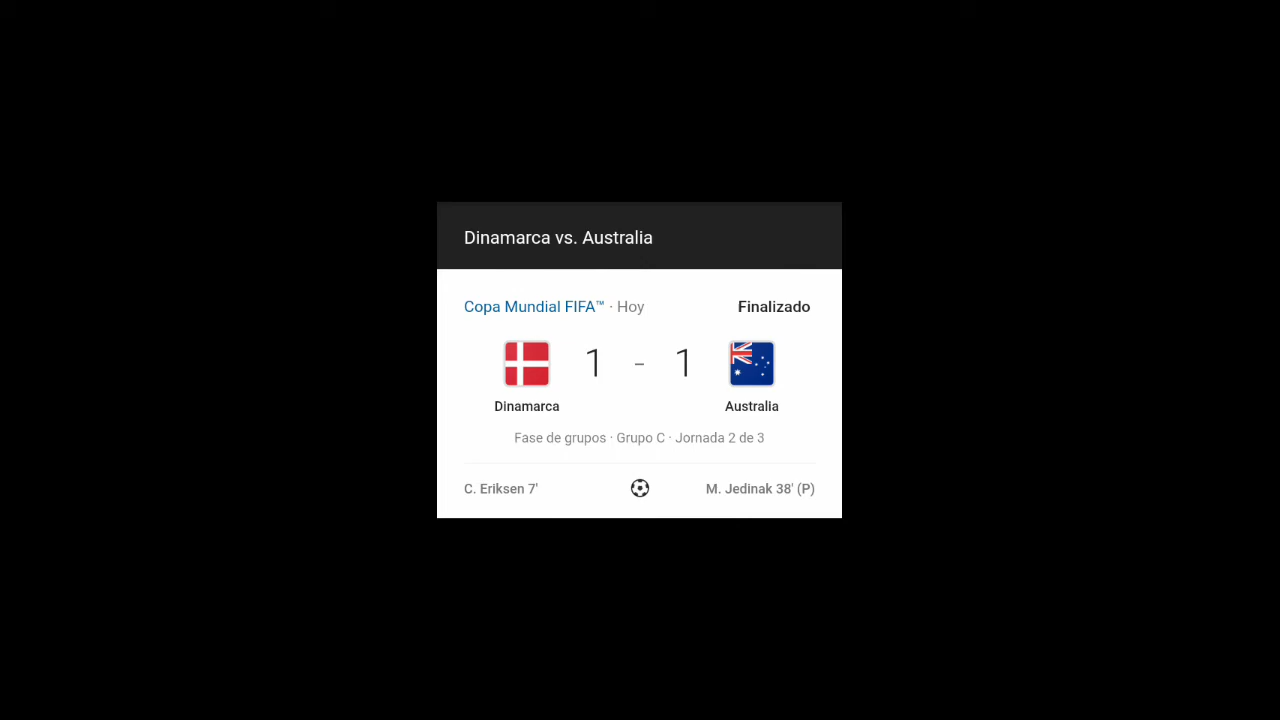 Dinamarca vs. Australia
Copa Mundial FIFA™ · Hoy Finalizado
1 - 1
Dinamarca Australia
Fase de grupos · Grupo C · Jornada 2 de 3
C. Eriksen 7' M. Jedinak 38' (P)